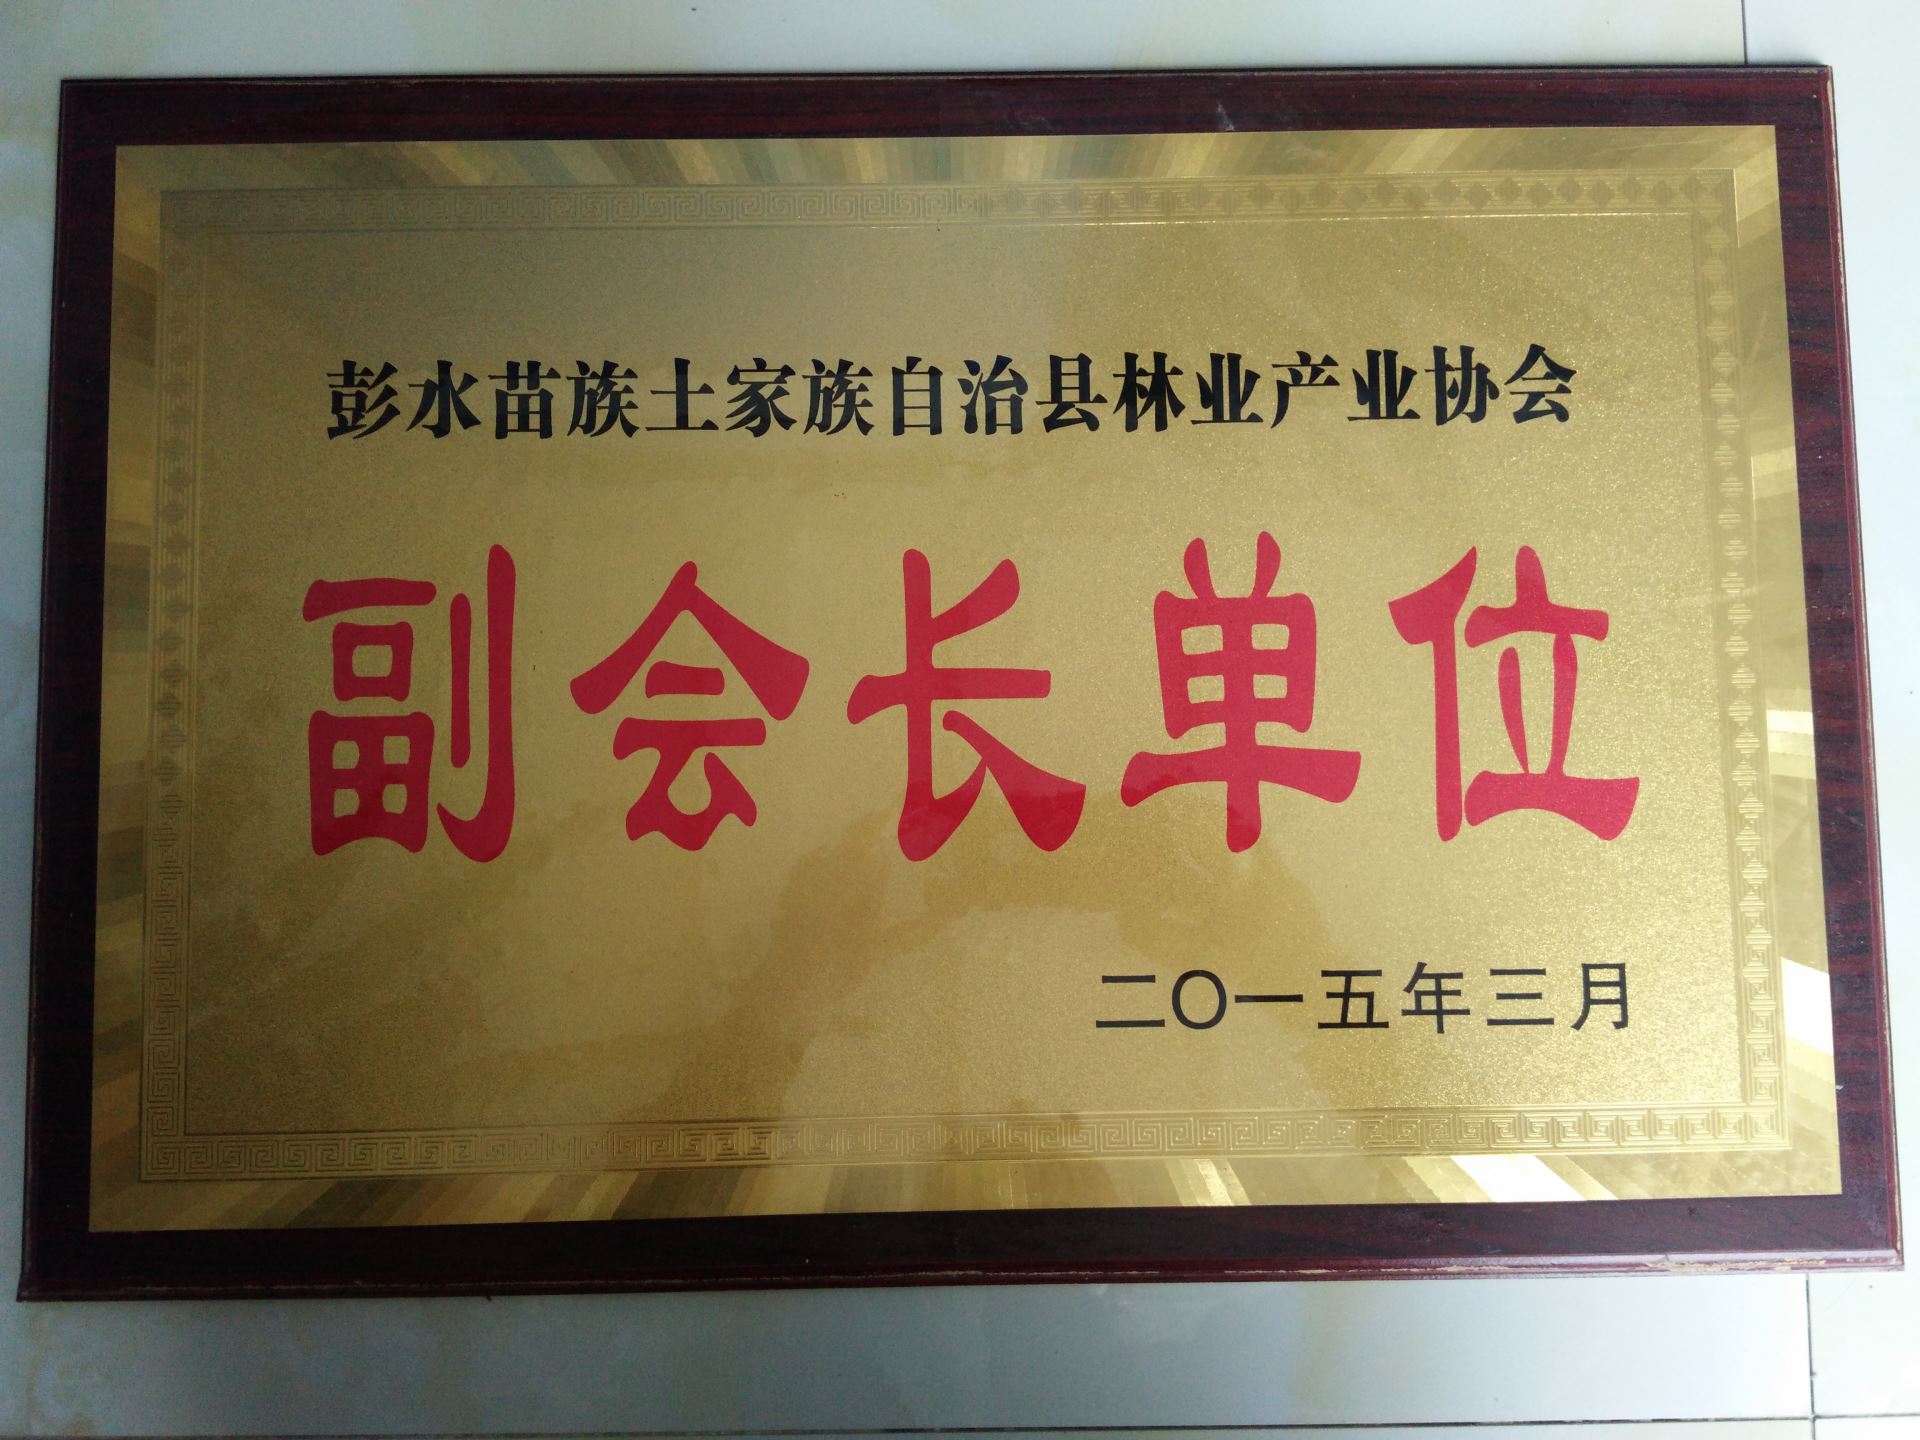 彭水苗族土家族自治县林业产业协会
副会长单位
二〇一五年三月